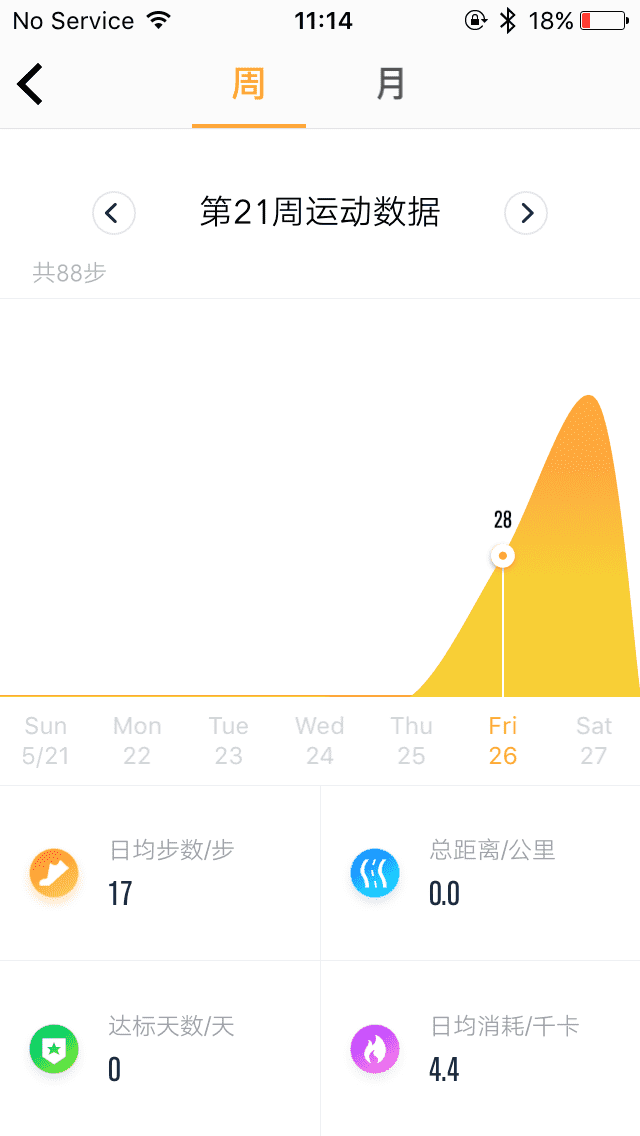 No Service 11:14 18%
周 月
第21周运动数据
共88步
28
Sun Mon Tue Wed Thu Fri Sat
5/21 22 23 24 25 26 27
日均步数/步 总距离/公里
17 0.0
达标天数/天 日均消耗/千卡
0 4.4